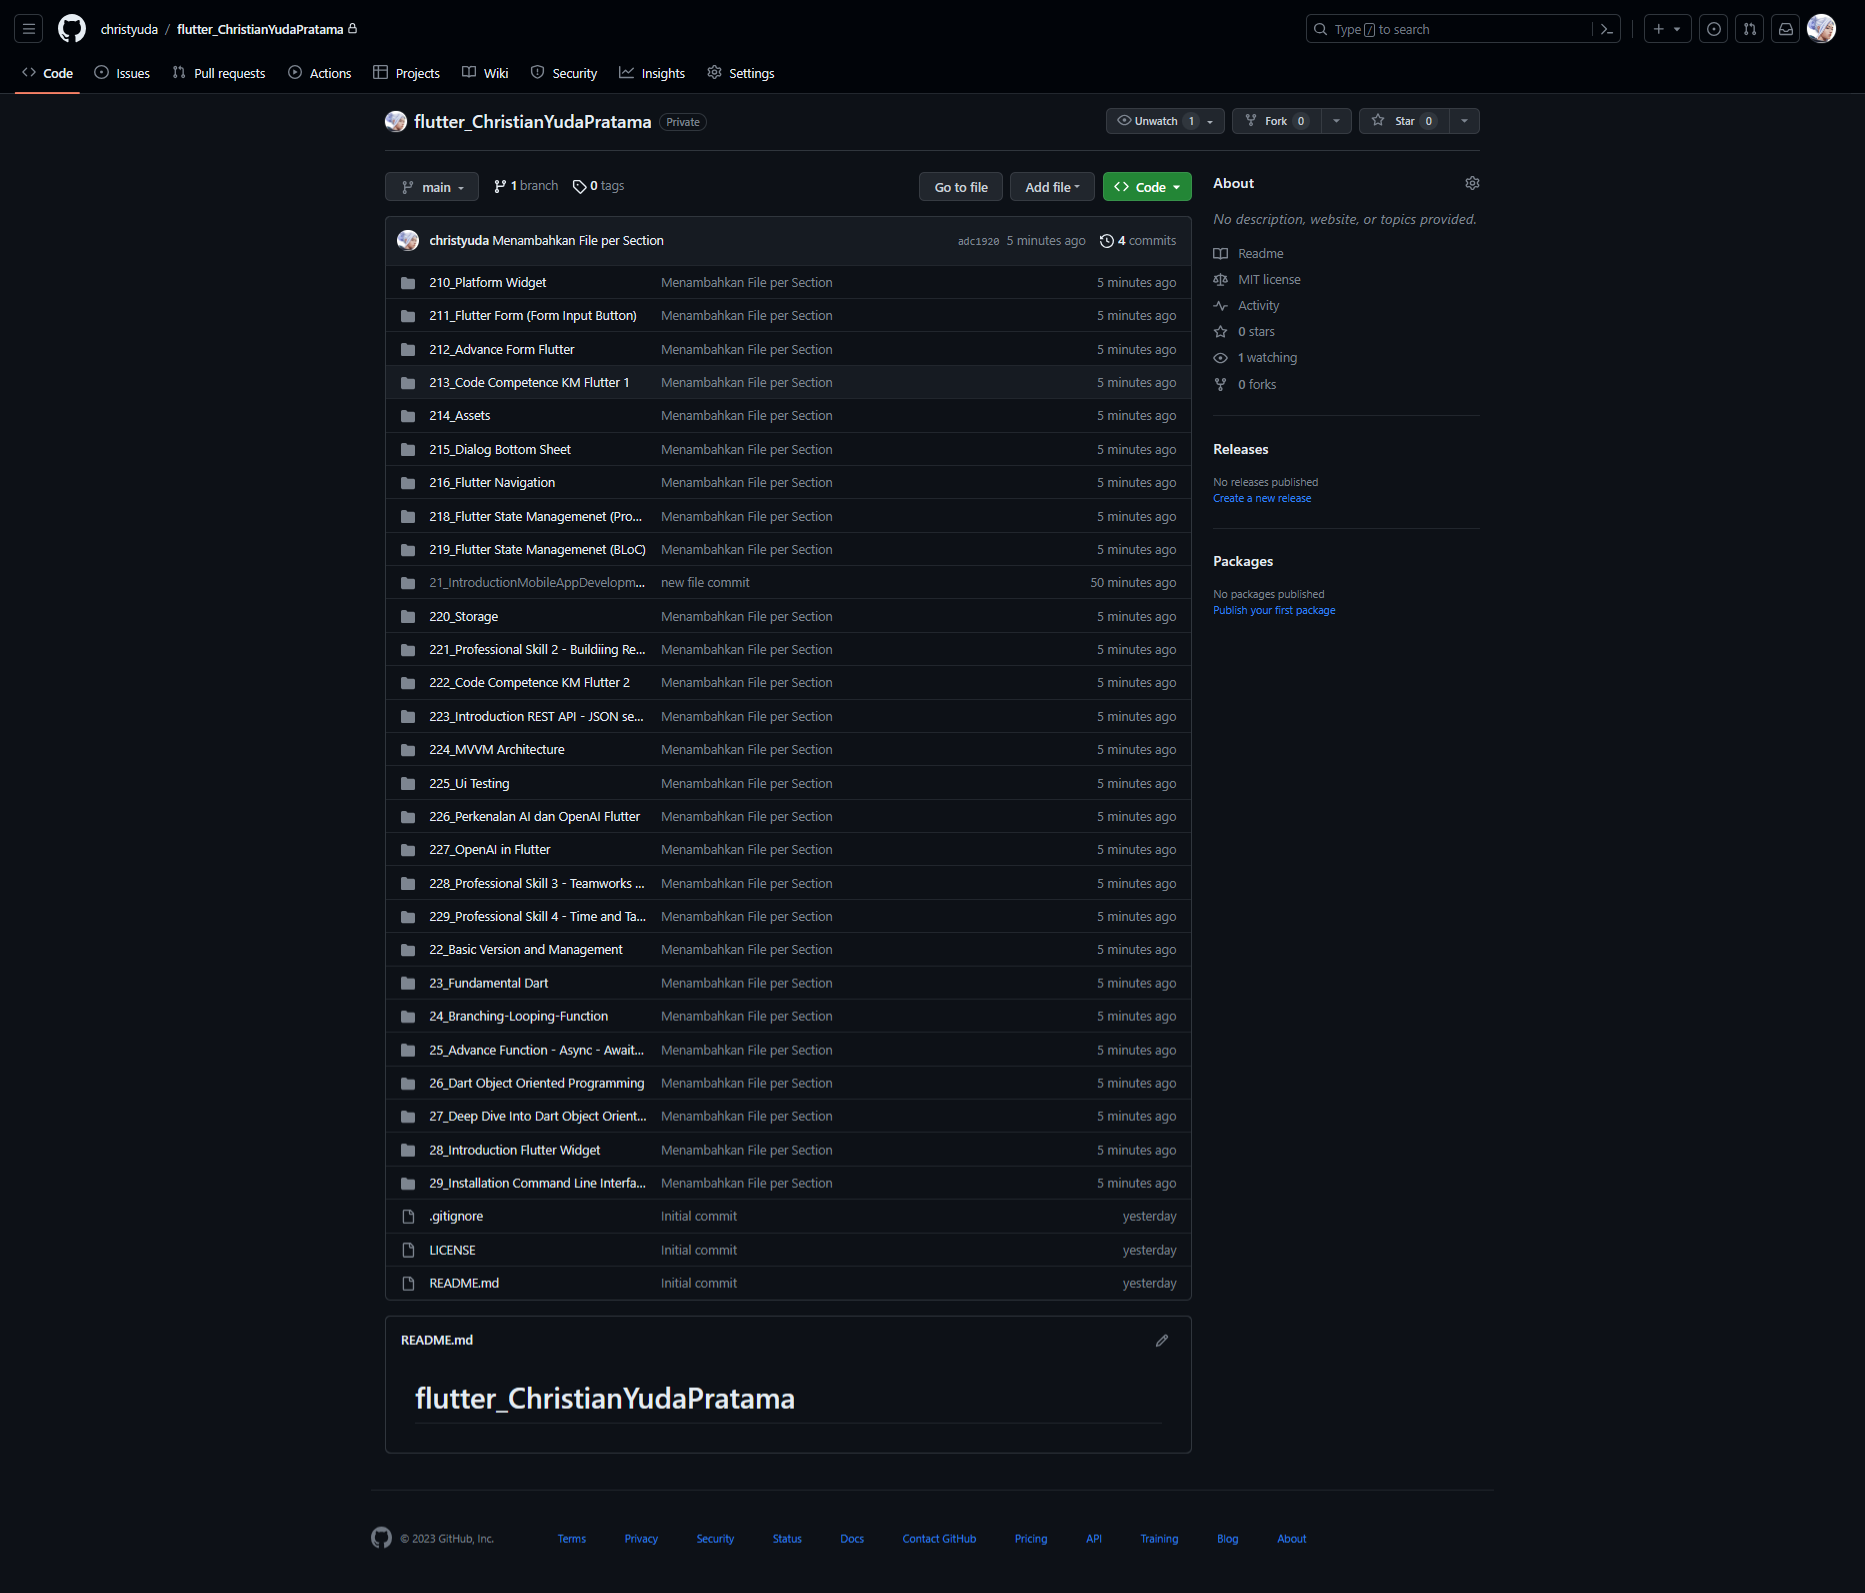 christyuda / flutter_ChristianYudaPratama
Type / to search
Code Issues Pull requests Actions Projects Wiki Security Insights Settings
flutter_ChristianYudaPratama Private
Unwatch 1 Fork 0 Star 0
main 1 branch 0 tags
Go to file Add file Code
christyuda Menambahkan File per Section adc1920 5 minutes ago 4 commits
210_Platform Widget Menambahkan File per Section 5 minutes ago
211_Flutter Form (Form Input Button) Menambahkan File per Section 5 minutes ago
212_Advance Form Flutter Menambahkan File per Section 5 minutes ago
213_Code Competence KM Flutter 1 Menambahkan File per Section 5 minutes ago
214_Assets Menambahkan File per Section 5 minutes ago
215_Dialog Bottom Sheet Menambahkan File per Section 5 minutes ago
216_Flutter Navigation Menambahkan File per Section 5 minutes ago
218_Flutter State Managemenet (Pro... Menambahkan File per Section 5 minutes ago
219_Flutter State Managemenet (BLoC) Menambahkan File per Section 5 minutes ago
21_IntroductionMobileAppDevelopm... new file commit 50 minutes ago
220_Storage Menambahkan File per Section 5 minutes ago
221_Professional Skill 2 - Buildiing Re... Menambahkan File per Section 5 minutes ago
222_Code Competence KM Flutter 2 Menambahkan File per Section 5 minutes ago
223_Introduction REST API - JSON se... Menambahkan File per Section 5 minutes ago
224_MVVM Architecture Menambahkan File per Section 5 minutes ago
225_Ui Testing Menambahkan File per Section 5 minutes ago
226_Perkenalan AI dan OpenAI Flutter Menambahkan File per Section 5 minutes ago
227_OpenAI in Flutter Menambahkan File per Section 5 minutes ago
228_Professional Skill 3 - Teamworks ... Menambahkan File per Section 5 minutes ago
229_Professional Skill 4 - Time and Ta... Menambahkan File per Section 5 minutes ago
22_Basic Version and Management Menambahkan File per Section 5 minutes ago
23_Fundamental Dart Menambahkan File per Section 5 minutes ago
24_Branching-Looping-Function Menambahkan File per Section 5 minutes ago
25_Advance Function - Async - Await... Menambahkan File per Section 5 minutes ago
26_Dart Object Oriented Programming Menambahkan File per Section 5 minutes ago
27_Deep Dive Into Dart Object Orient... Menambahkan File per Section 5 minutes ago
28_Introduction Flutter Widget Menambahkan File per Section 5 minutes ago
29_Installation Command Line Interfa... Menambahkan File per Section 5 minutes ago
.gitignore Initial commit yesterday
LICENSE Initial commit yesterday
README.md Initial commit yesterday
About
No description, website, or topics provided.
Readme
MIT license
Activity
0 stars
1 watching
0 forks
Releases
No releases published
Create a new release
Packages
No packages published
Publish your first package
README.md
flutter_ChristianYudaPratama
© 2023 GitHub, Inc. Terms Privacy Security Status Docs Contact GitHub Pricing API Training Blog About